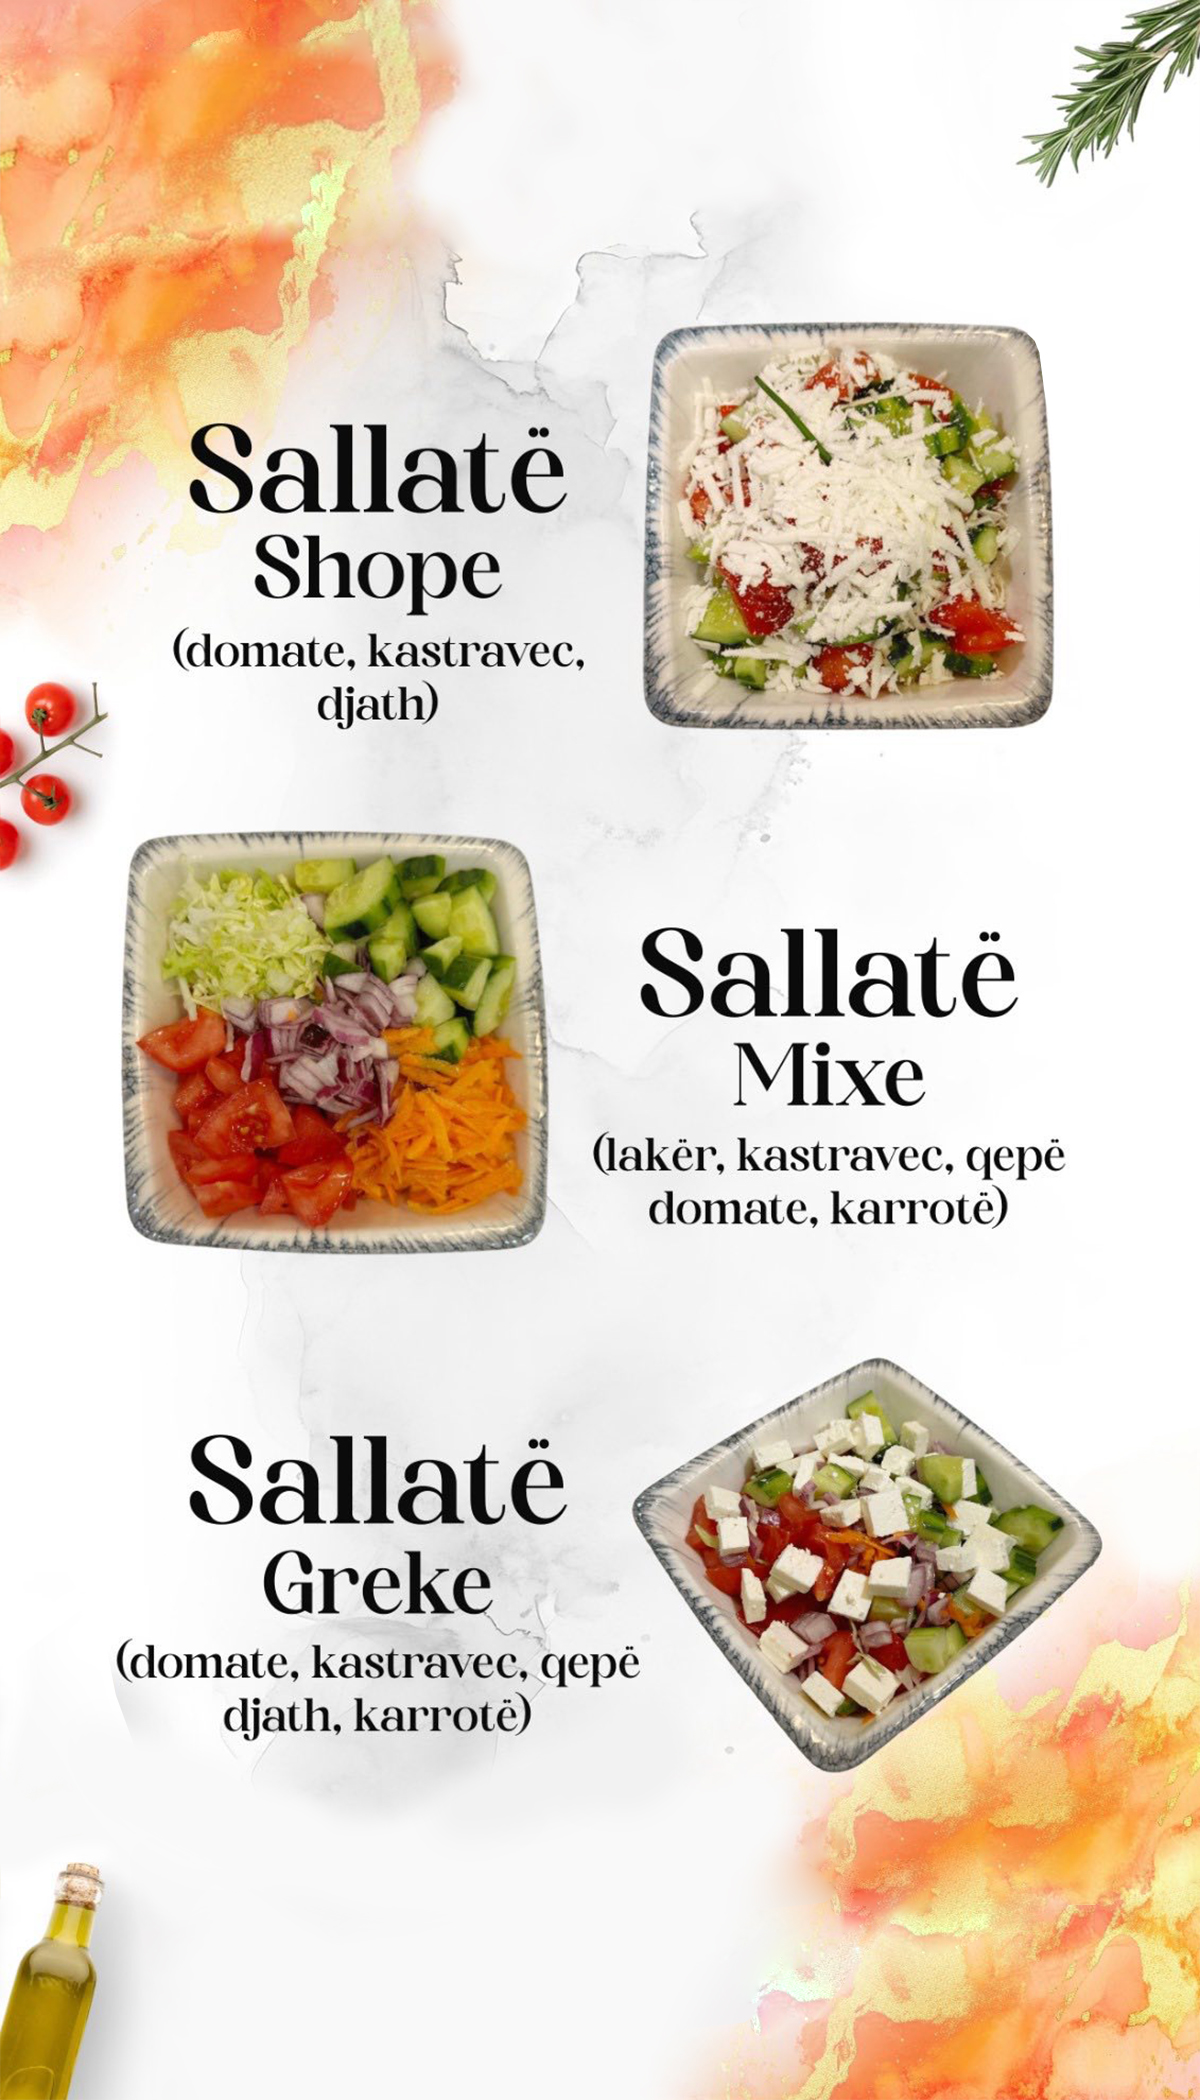 Sallatë
Shope
(domate, kastravec,
djath)
Sallatë
Mixe
(lakër, kastravec, qepë
domate, karrotë)
Sallatë
Greke
(domate, kastravec, qepë
djath, karrotë)